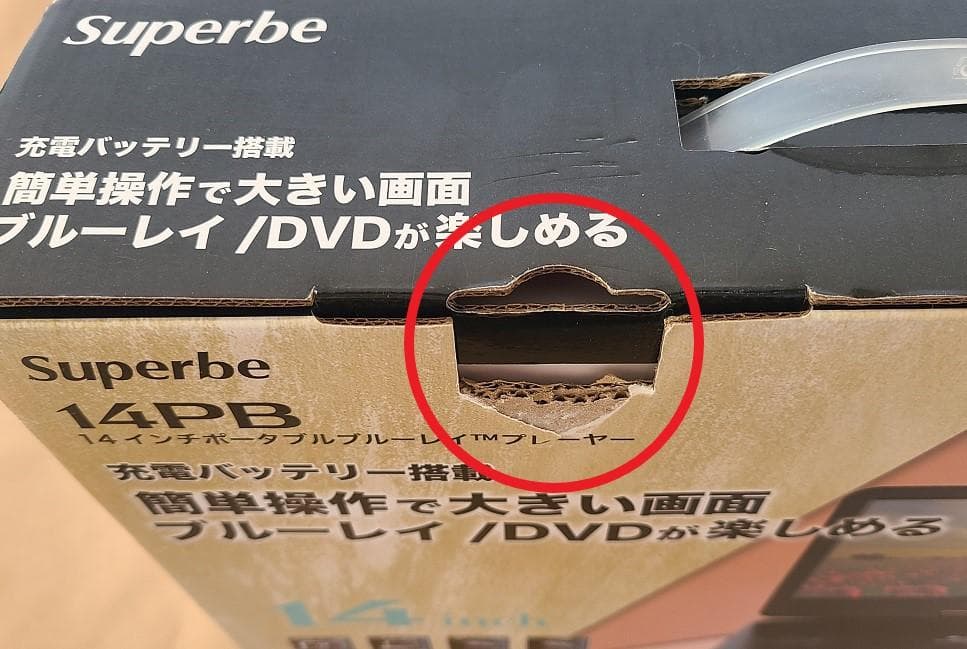 Superbe
充電バッテリー搭載
簡単操作で大きい画面
ブルーレイ/DVDが楽しめる
Superbe
14PB
14インチポータブルブルーレイ™プレーヤー
充電バッテリー搭載
簡単操作で大きい画面
ブルーレイ/DVDが楽しめる
14inch